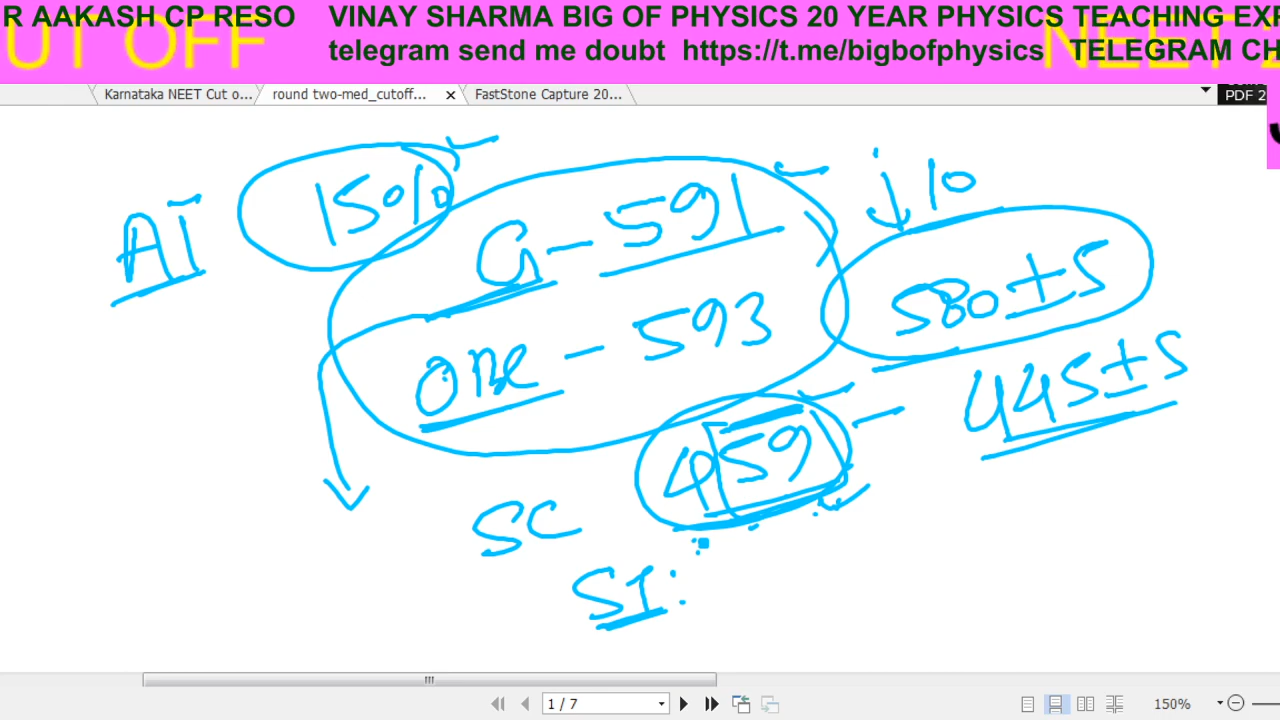 R AAKASH CP RESO VINAY SHARMA BIG OF PHYSICS 20 YEAR PHYSICS TEACHING EXP
UT OFF telegram send me doubt https://t.me/bigbofphysics TELEGRAM CH
NEET
Karnataka NEET Cut o... round two-med_cutoff... FastStone Capture 20...
PDF 2
AI 15% G - 591 ↓ 10
OBC - 593 580 ± 5
459 - 445 ± 5
SC
ST:
1 / 7 150%